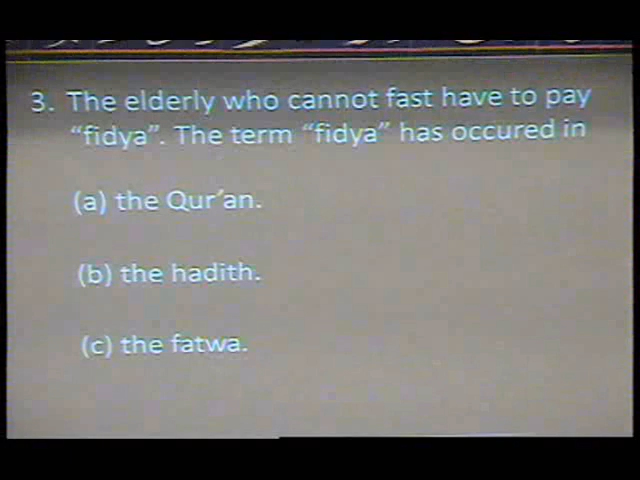 3. The elderly who cannot fast have to pay
“fidya”. The term “fidya” has occured in
(a) the Qur’an.
(b) the hadith.
(c) the fatwa.